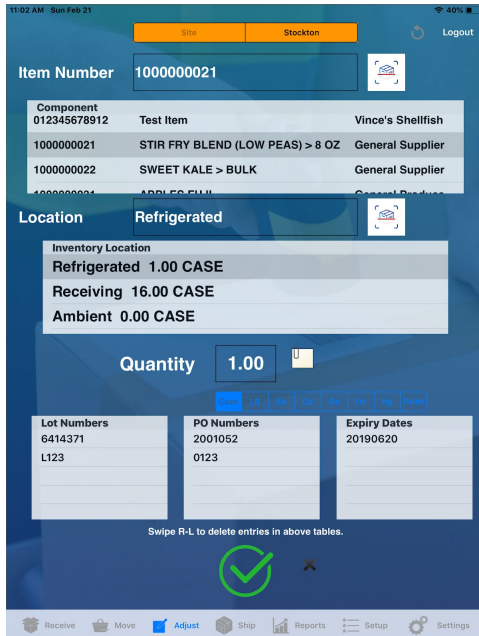 11:02 AM Sun Feb 21 40%
Site Stockton Logout
Item Number 1000000021
Component
012345678912 Test Item Vince's Shellfish
1000000021 STIR FRY BLEND (LOW PEAS) > 8 OZ General Supplier
1000000022 SWEET KALE > BULK General Supplier
Location Refrigerated
Inventory Location
Refrigerated 1.00 CASE
Receiving 16.00 CASE
Ambient 0.00 CASE
Quantity 1.00
Case LB Pallet
Lot Numbers PO Numbers Expiry Dates
6414371 2001052 20190620
L123 0123
Swipe R-L to delete entries in above tables.
Receive Move Adjust Ship Reports Setup Settings